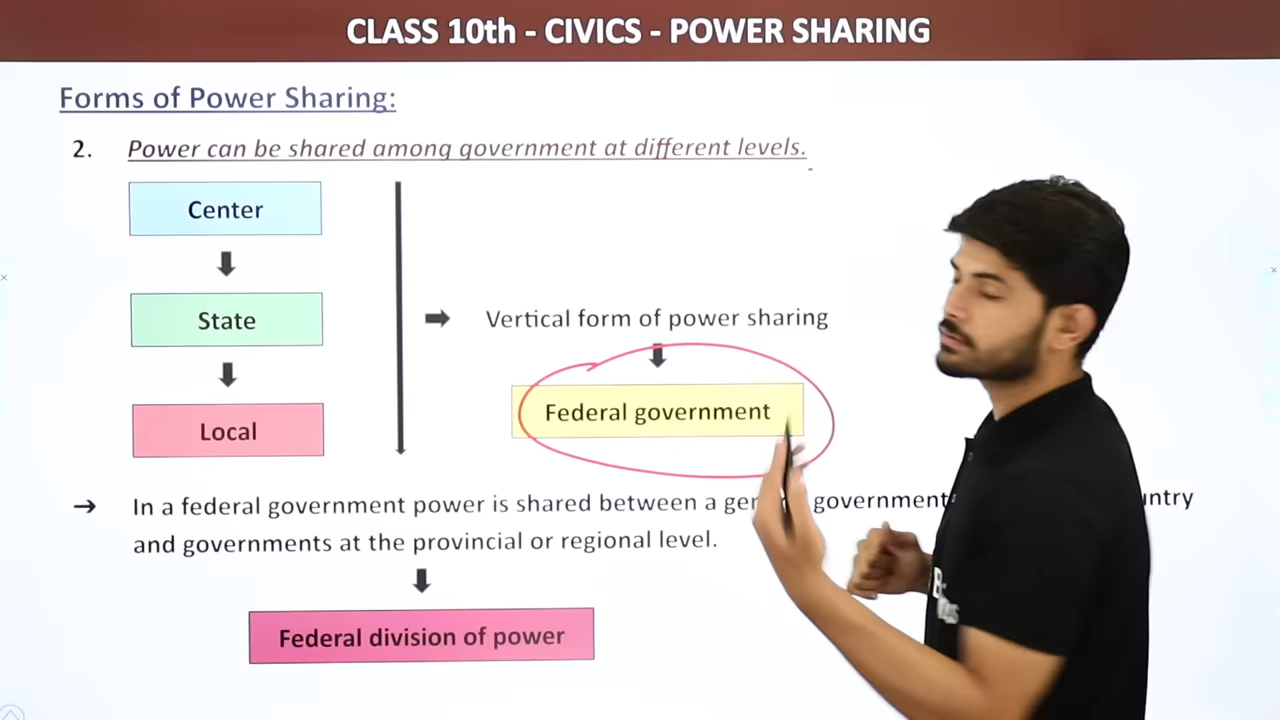 CLASS 10th - CIVICS - POWER SHARING
Forms of Power Sharing:
2. Power can be shared among government at different levels.
Center
State
Local
Vertical form of power sharing
Federal government
→ In a federal government power is shared between a government
and governments at the provincial or regional level.
Federal division of power